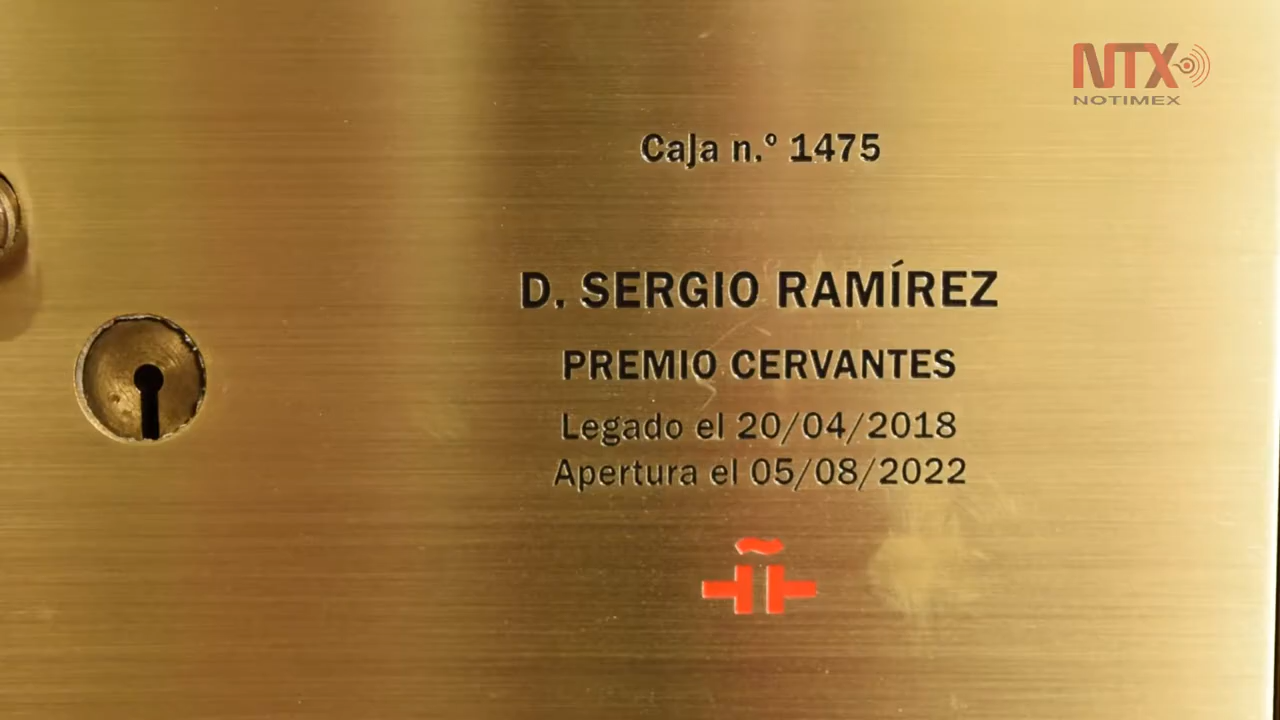 NTX
NOTIMEX
Caja n.º 1475
D. SERGIO RAMÍREZ
PREMIO CERVANTES
Legado el 20/04/2018
Apertura el 05/08/2022